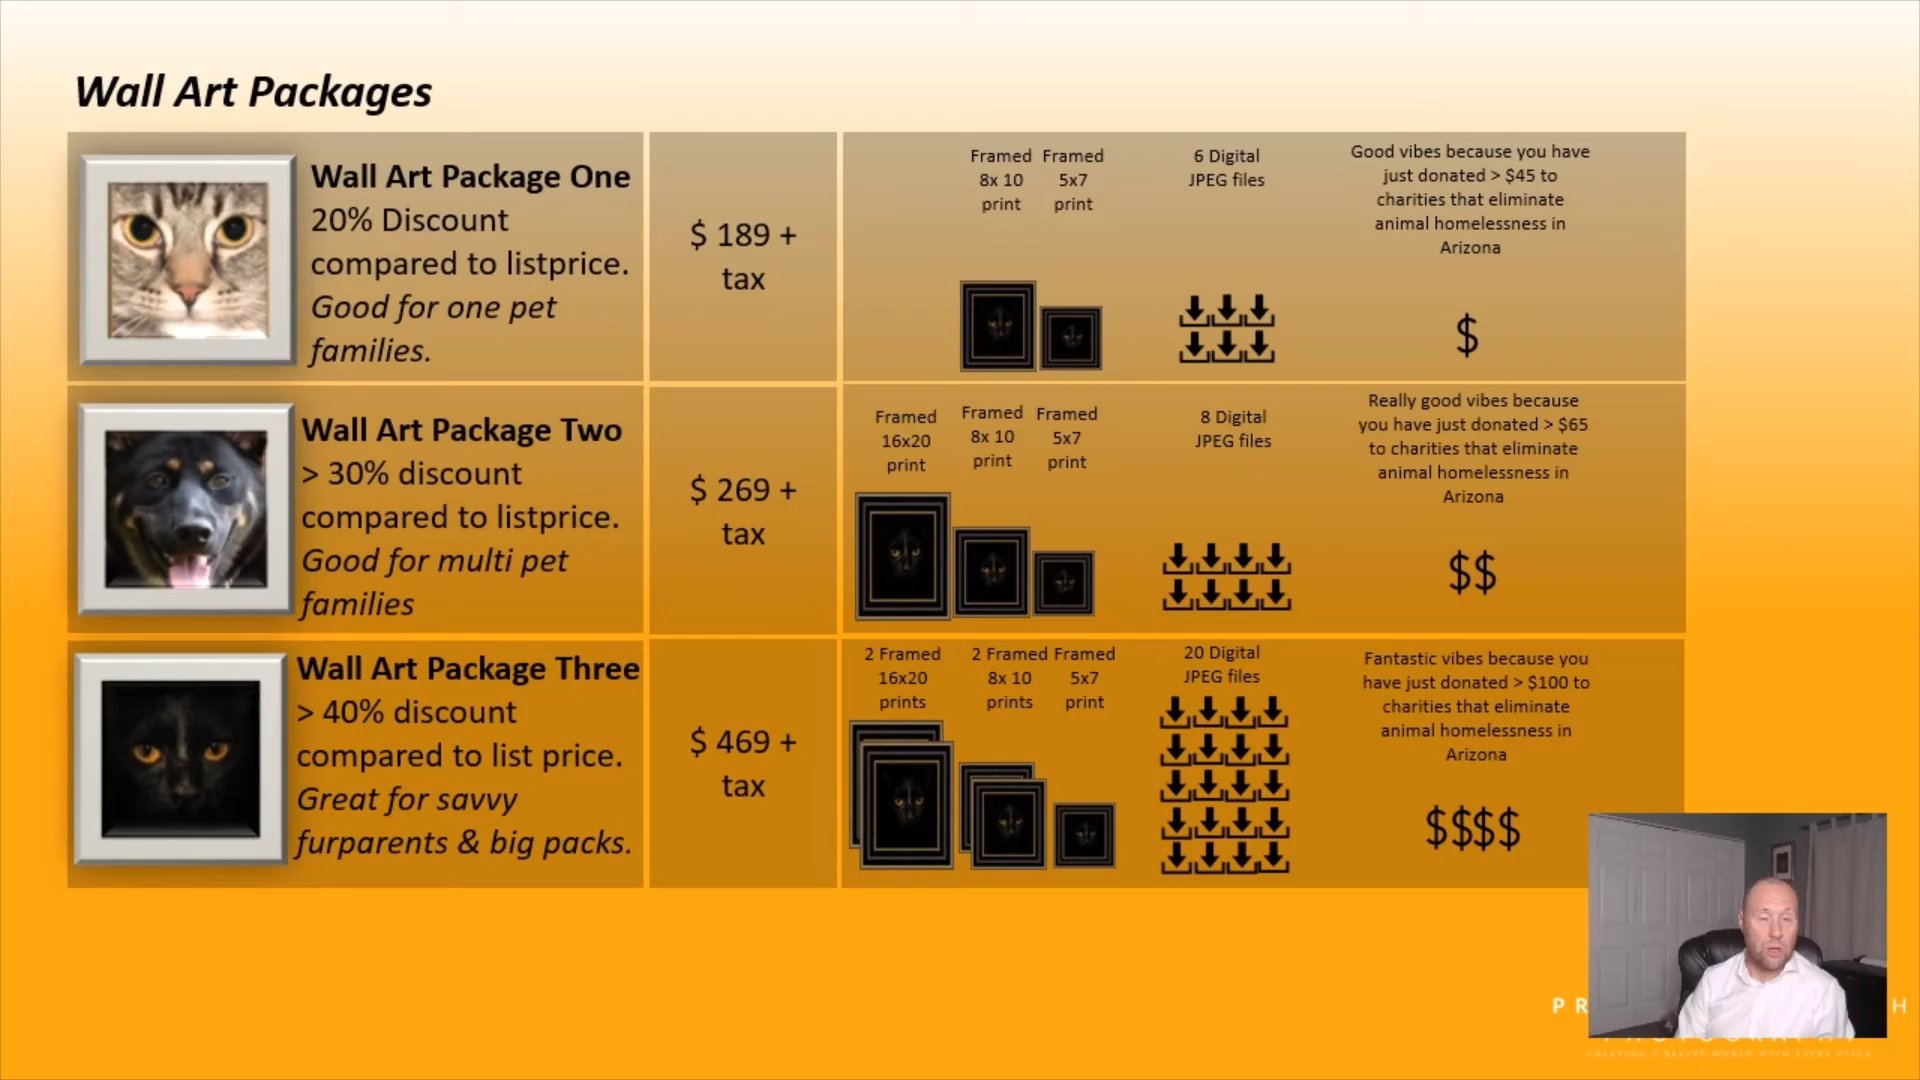 Wall Art Packages
Wall Art Package One
20% Discount
compared to listprice.
Good for one pet
families.
$ 189 +
tax
Framed
8x 10
print
Framed
5x7
print
6 Digital
JPEG files
Good vibes because you have
just donated > $45 to
charities that eliminate
animal homelessness in
Arizona
$
Wall Art Package Two
> 30% discount
compared to listprice.
Good for multi pet
families
$ 269 +
tax
Framed
16x20
print
Framed
8x 10
print
Framed
5x7
print
8 Digital
JPEG files
Really good vibes because
you have just donated > $65
to charities that eliminate
animal homelessness in
Arizona
$$
Wall Art Package Three
> 40% discount
compared to list price.
Great for savvy
furparents & big packs.
$ 469 +
tax
2 Framed
16x20
prints
2 Framed
8x 10
prints
Framed
5x7
print
20 Digital
JPEG files
Fantastic vibes because you
have just donated > $100 to
charities that eliminate
animal homelessness in
Arizona
$$$$
CREATING A BETTER WORLD WITH EVERY CLICK